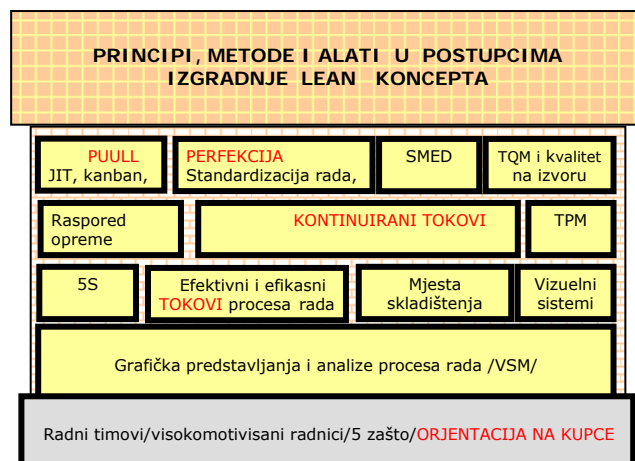 PRINCIPI, METODE I ALATI U POSTUPCIMA
IZGRADNJE LEAN KONCEPTA
PUULL
JIT, kanban,
PERFEKCIJA
Standardizacija rada,
SMED
TQM i kvalitet
na izvoru
Raspored
opreme
KONTINUIRANI TOKOVI
TPM
5S
Efektivni i efikasni
TOKOVI procesa rada
Mjesta
skladištenja
Vizuelni
sistemi
Grafička predstavljanja i analize procesa rada /VSM/
Radni timovi/visokomotivisani radnici/5 zašto/ORJENTACIJA NA KUPCE